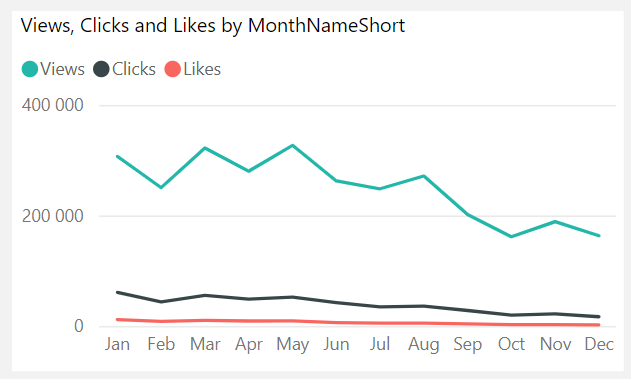 Views, Clicks and Likes by MonthNameShort
Views Clicks Likes
400 000
200 000
0
Jan Feb Mar Apr May Jun Jul Aug Sep Oct Nov Dec